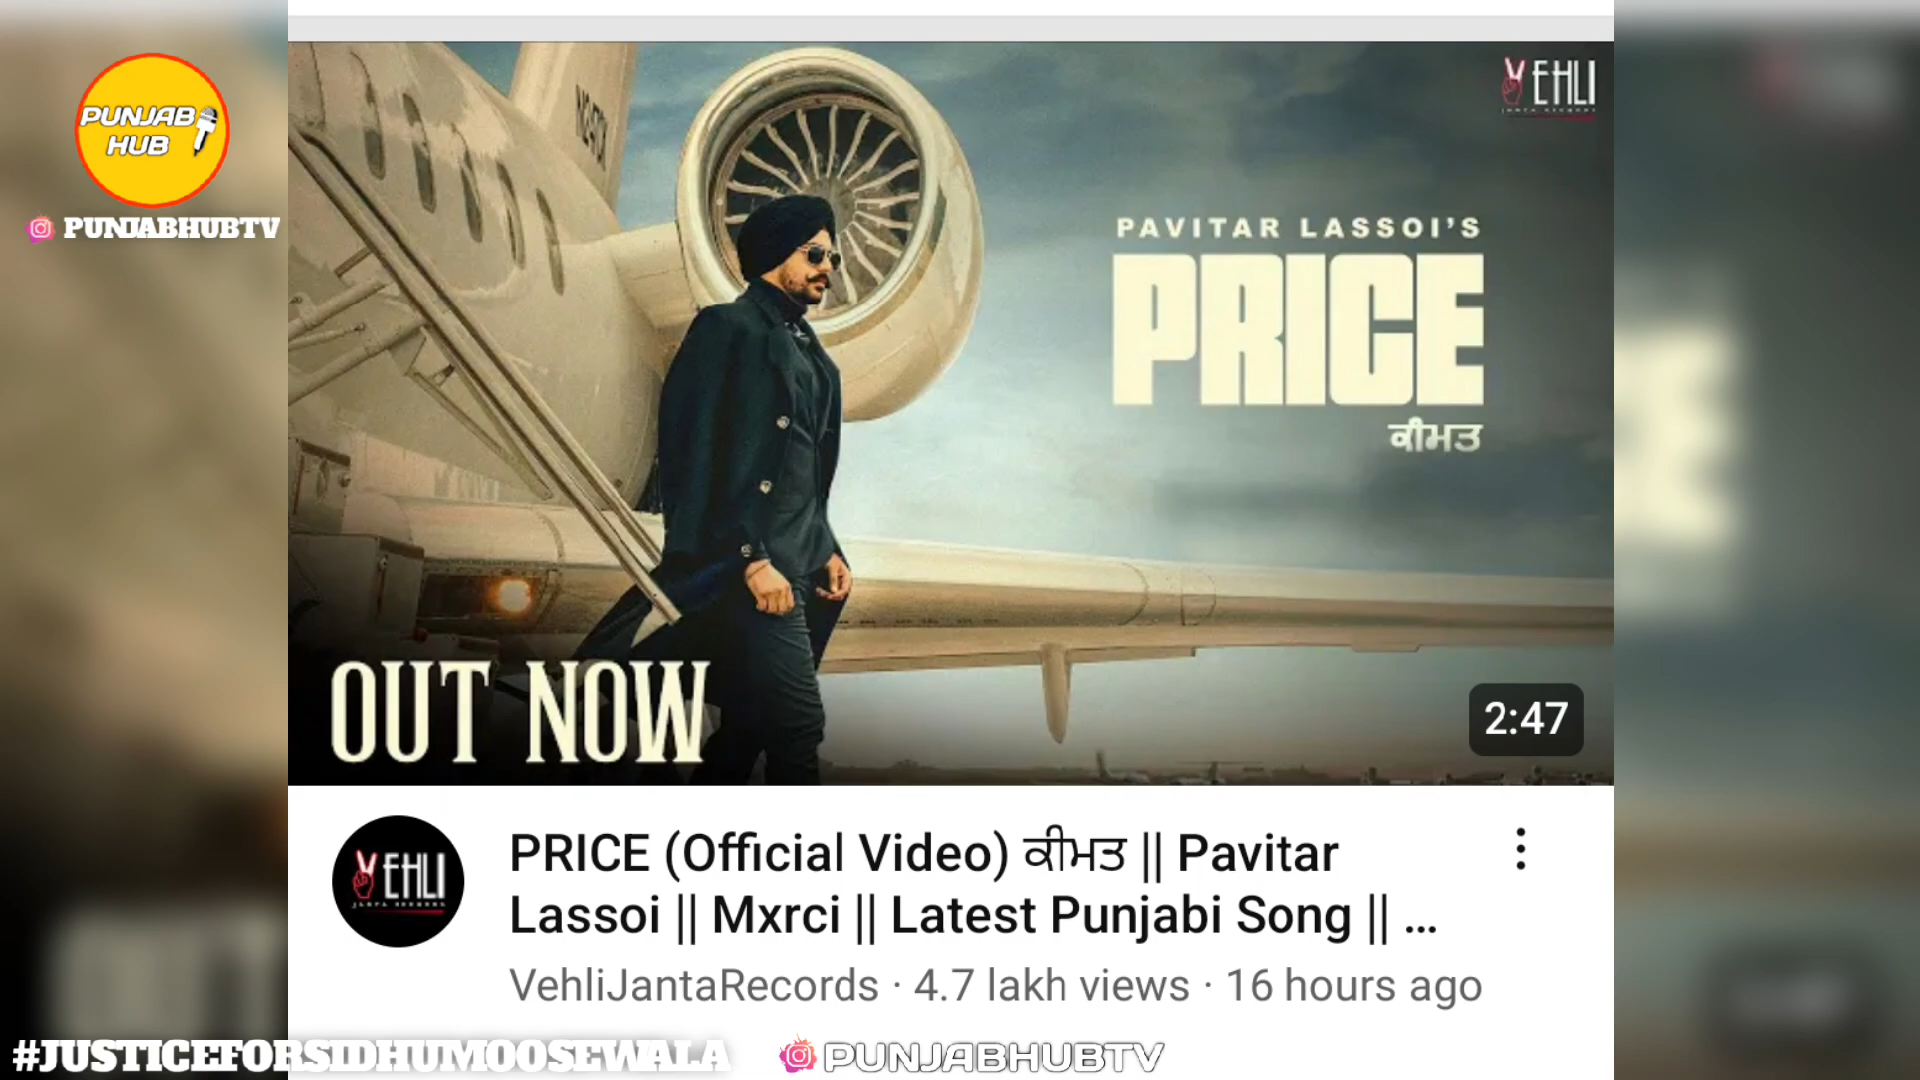 PUNJAB
HUB
PUNJABHUBTV
VEHLI
PAVITAR LASSOI'S
PRICE
ਕੀਮਤ
OUT NOW
2:47
VEHLI
PRICE (Official Video) ਕੀਮਤ || Pavitar
Lassoi || Mxrci || Latest Punjabi Song || ...
VehliJantaRecords · 4.7 lakh views · 16 hours ago
#JUSTICEFORSIDHUMOOSEWALA
PUNJABHUBTV